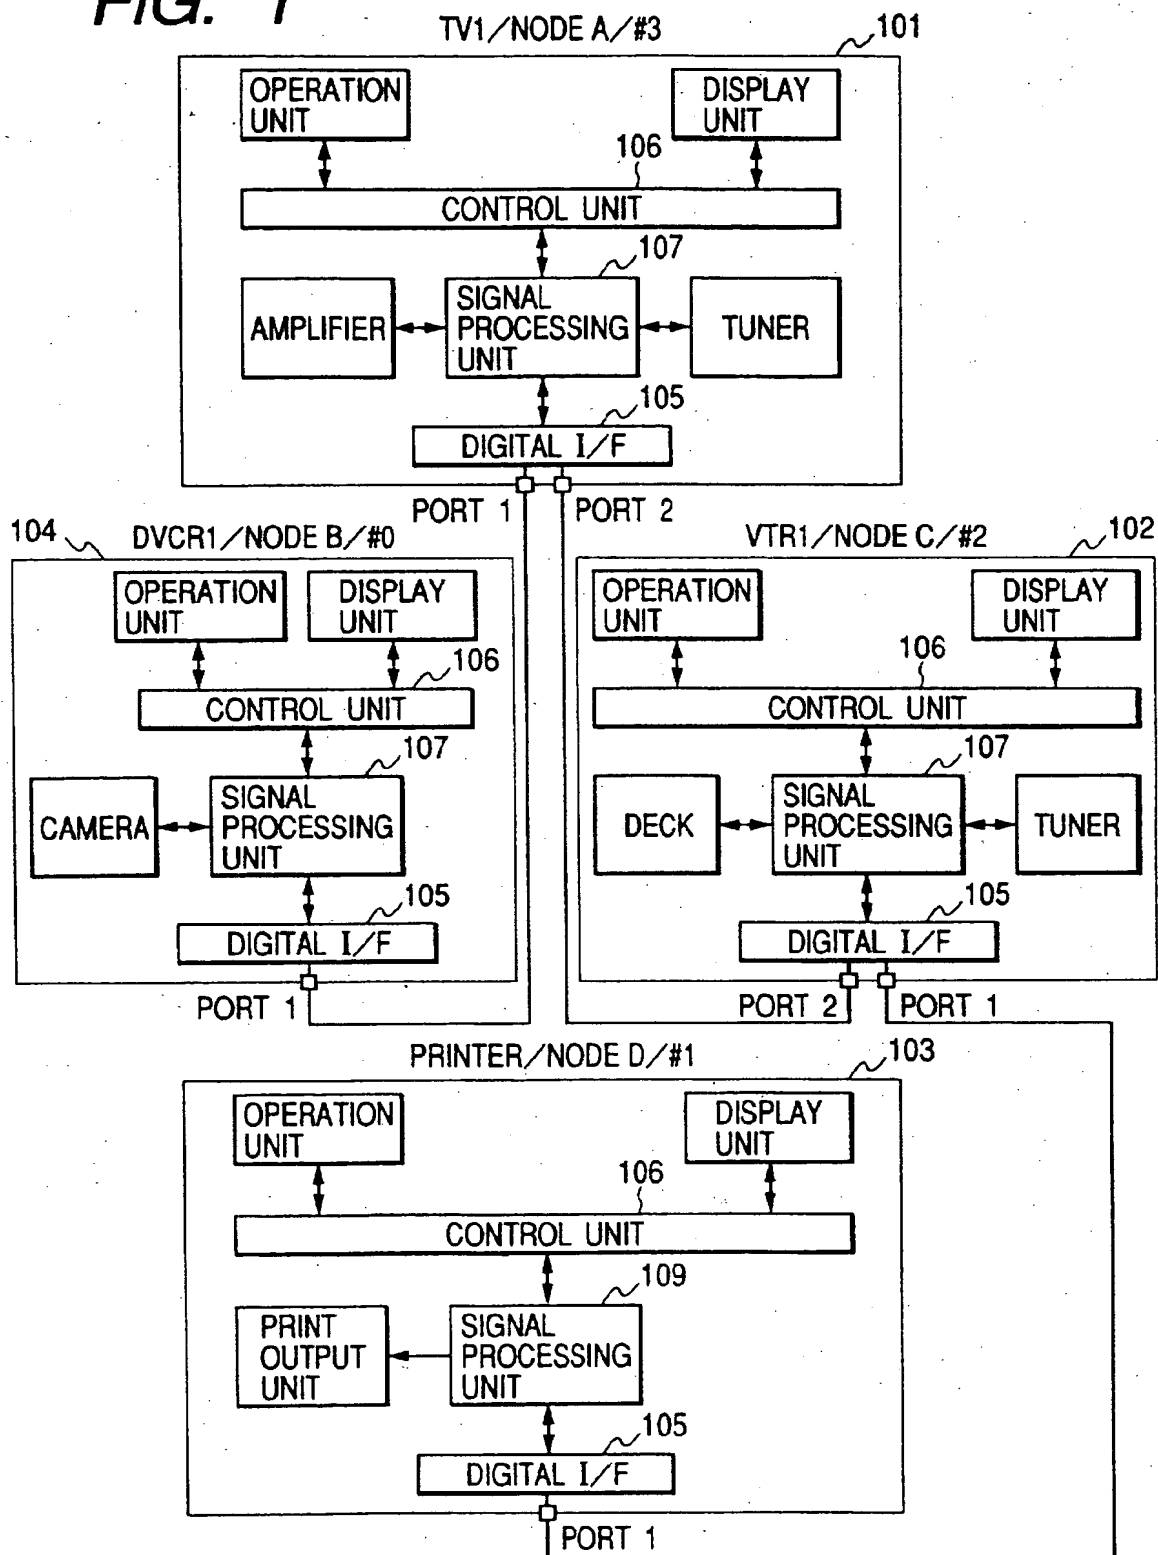 FIG. 1
TV1/NODE A/#3
101
OPERATION
UNIT
DISPLAY
UNIT
106
CONTROL UNIT
107
AMPLIFIER
SIGNAL
PROCESSING
UNIT
TUNER
105
DIGITAL I/F
PORT 1
PORT 2
104
DVCR1/NODE B/#0
OPERATION
UNIT
DISPLAY
UNIT
106
CONTROL UNIT
107
CAMERA
SIGNAL
PROCESSING
UNIT
105
DIGITAL I/F
PORT 1
VTR1/NODE C/#2
102
OPERATION
UNIT
DISPLAY
UNIT
106
CONTROL UNIT
107
DECK
SIGNAL
PROCESSING
UNIT
TUNER
105
DIGITAL I/F
PORT 2
PORT 1
PRINTER/NODE D/#1
103
OPERATION
UNIT
DISPLAY
UNIT
106
CONTROL UNIT
109
PRINT
OUTPUT
UNIT
SIGNAL
PROCESSING
UNIT
105
DIGITAL I/F
PORT 1